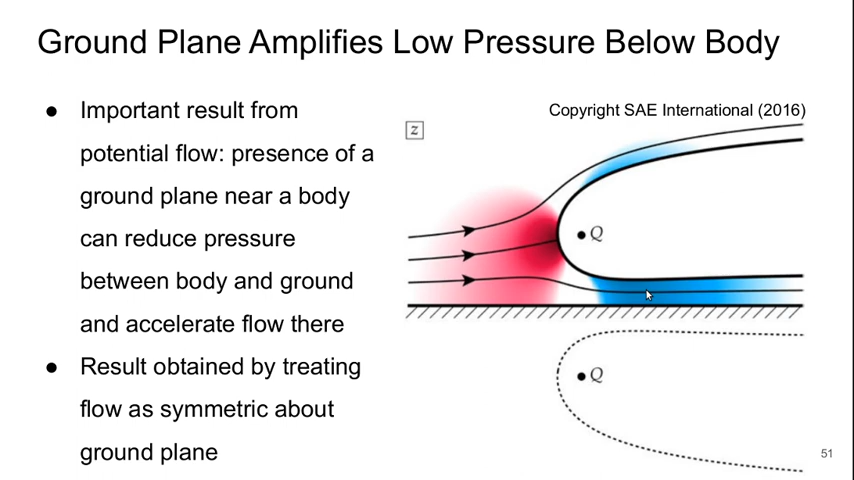 Ground Plane Amplifies Low Pressure Below Body
● Important result from
potential flow: presence of a
ground plane near a body
can reduce pressure
between body and ground
and accelerate flow there
● Result obtained by treating
flow as symmetric about
ground plane
Copyright SAE International (2016)
z
Q
Q
51